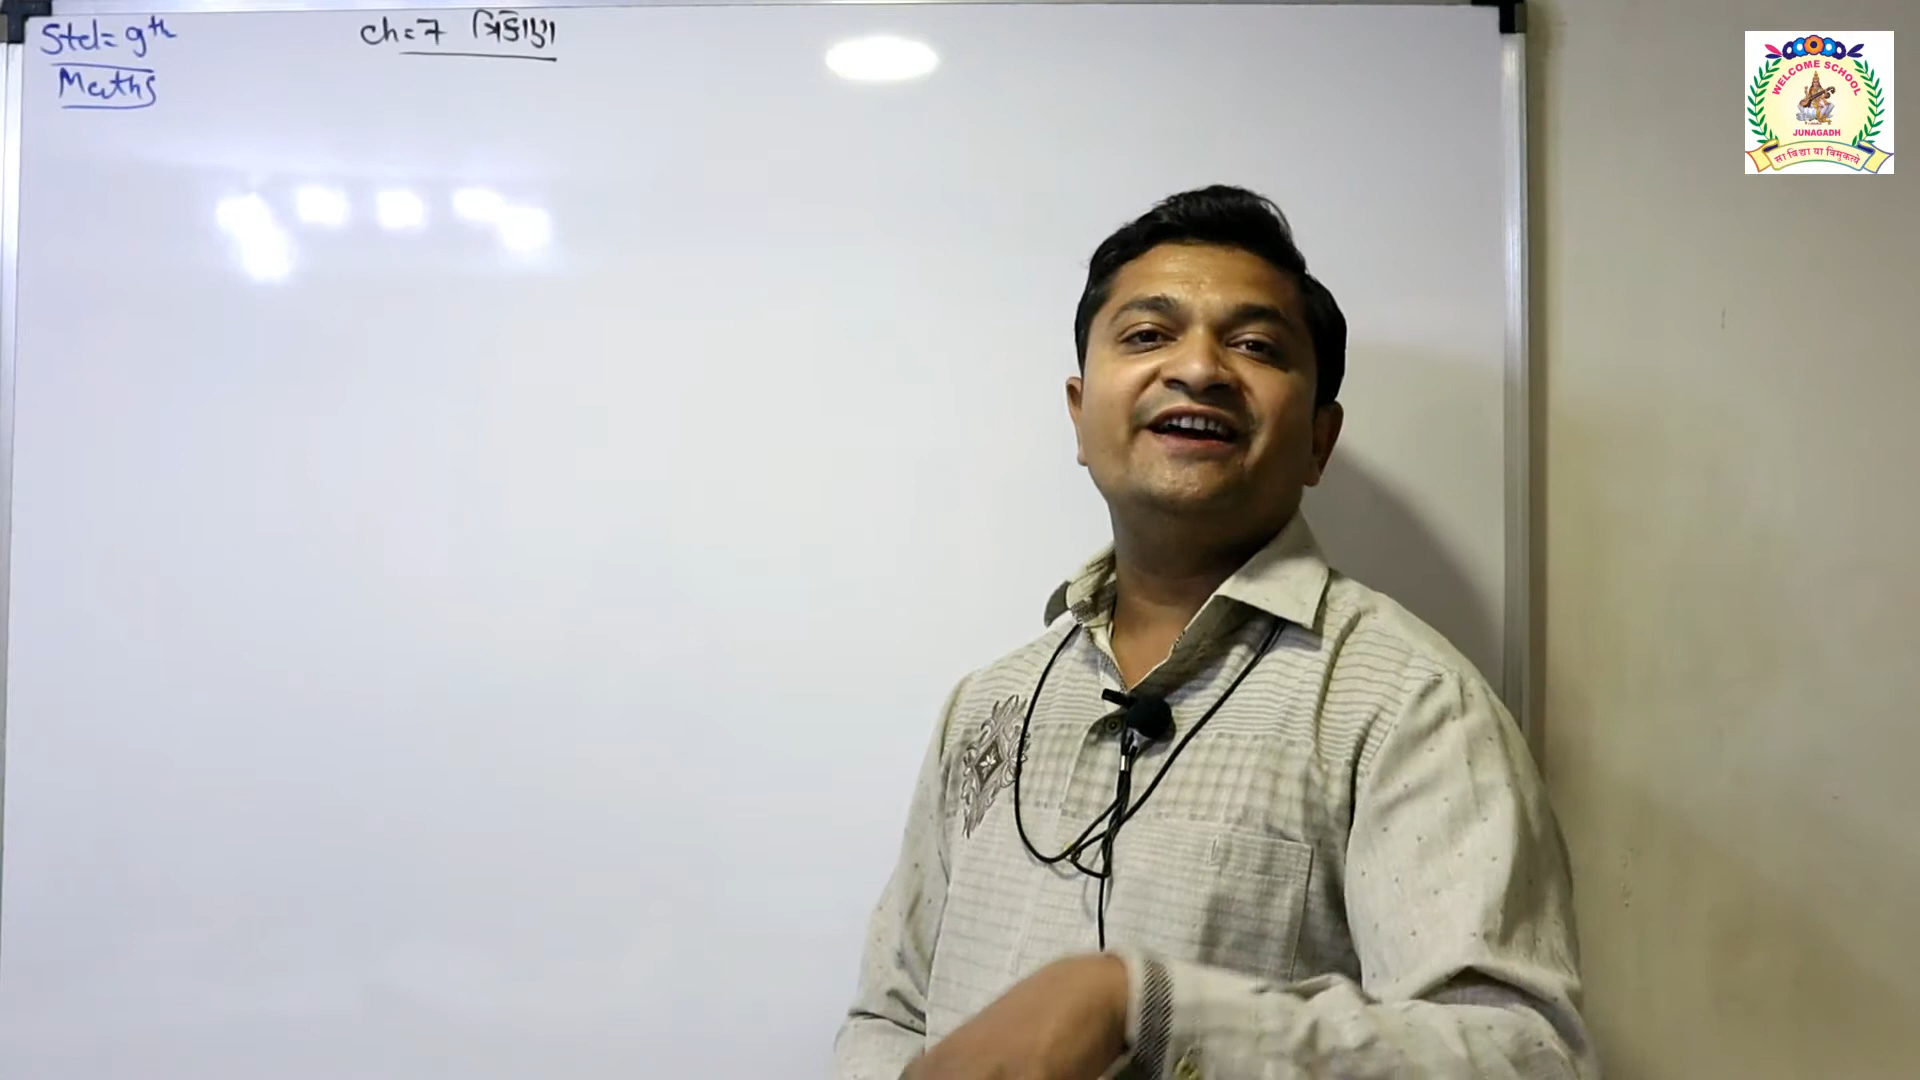 Std = 9th
Maths
ch = 7 ત્રિકોણ
WELCOME SCHOOL
JUNAGADH
सा विद्या या विमुक्तये